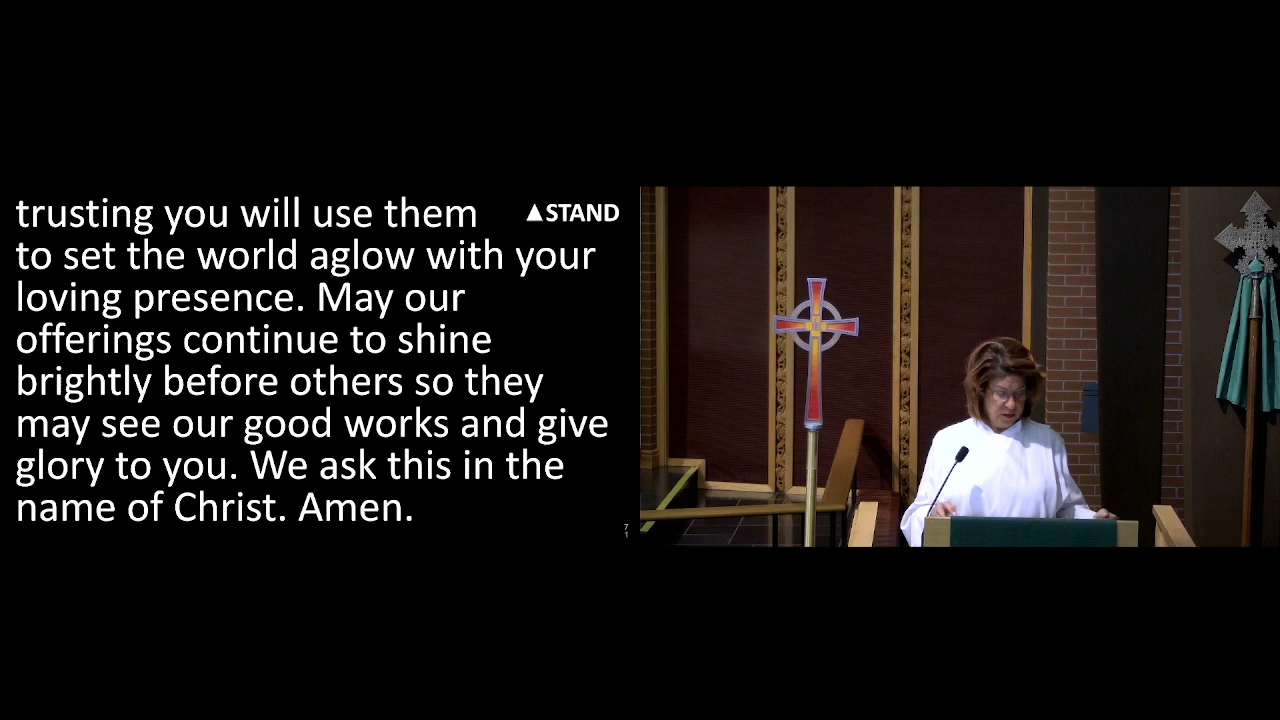 trusting you will use them
▲STAND
to set the world aglow with your
loving presence. May our
offerings continue to shine
brightly before others so they
may see our good works and give
glory to you. We ask this in the
name of Christ. Amen.
7
1